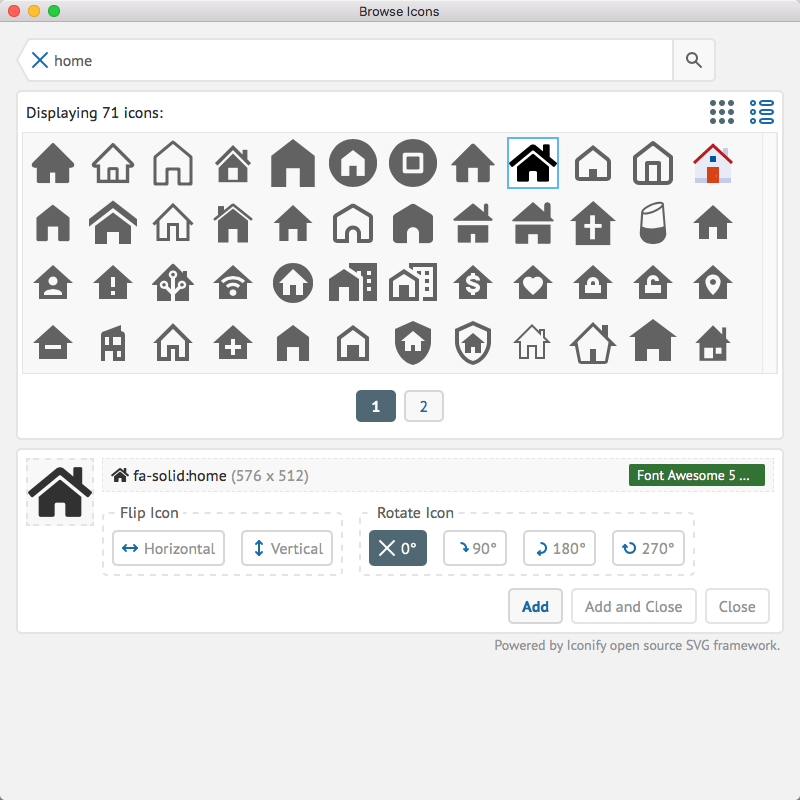 Browse Icons
home
Displaying 71 icons:
1 2
fa-solid:home (576 x 512) Font Awesome 5 ...
Flip Icon Rotate Icon
Horizontal Vertical 0° 90° 180° 270°
Add Add and Close Close
Powered by Iconify open source SVG framework.